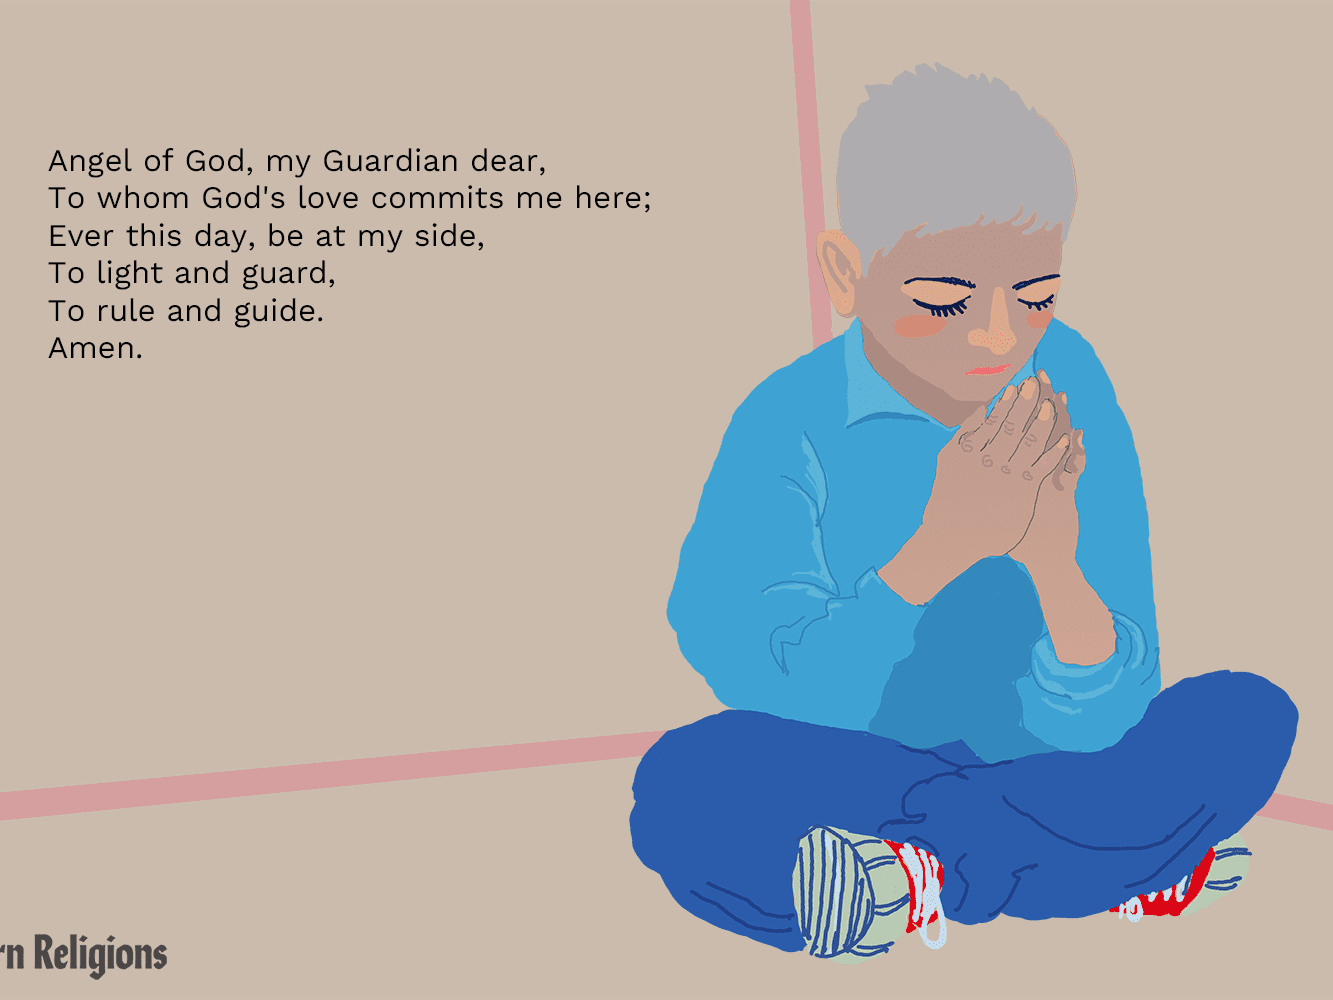 Angel of God, my Guardian dear,
To whom God's love commits me here;
Ever this day, be at my side,
To light and guard,
To rule and guide.
Amen.
rn Religions